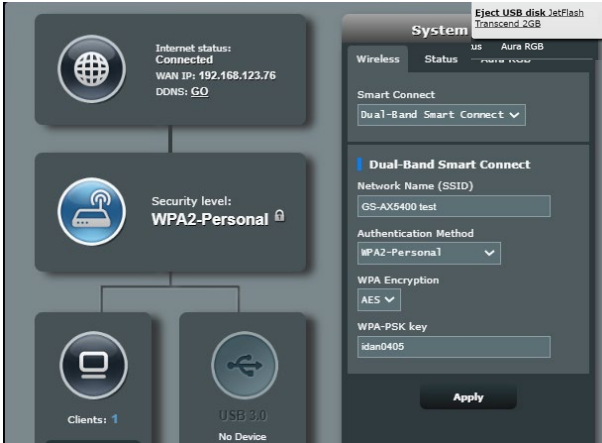 Internet status:
Connected
WAN IP: 192.168.123.76
DDNS: GO
Security level:
WPA2-Personal
Clients: 1
USB 3.0
No Device
Eject USB disk JetFlash
Transcend 2GB
System
us Aura RGB
Wireless Status Aura RGB
Smart Connect
Dual-Band Smart Connect
Dual-Band Smart Connect
Network Name (SSID)
GS-AX5400 test
Authentication Method
WPA2-Personal
WPA Encryption
AES
WPA-PSK key
idan0405
Apply